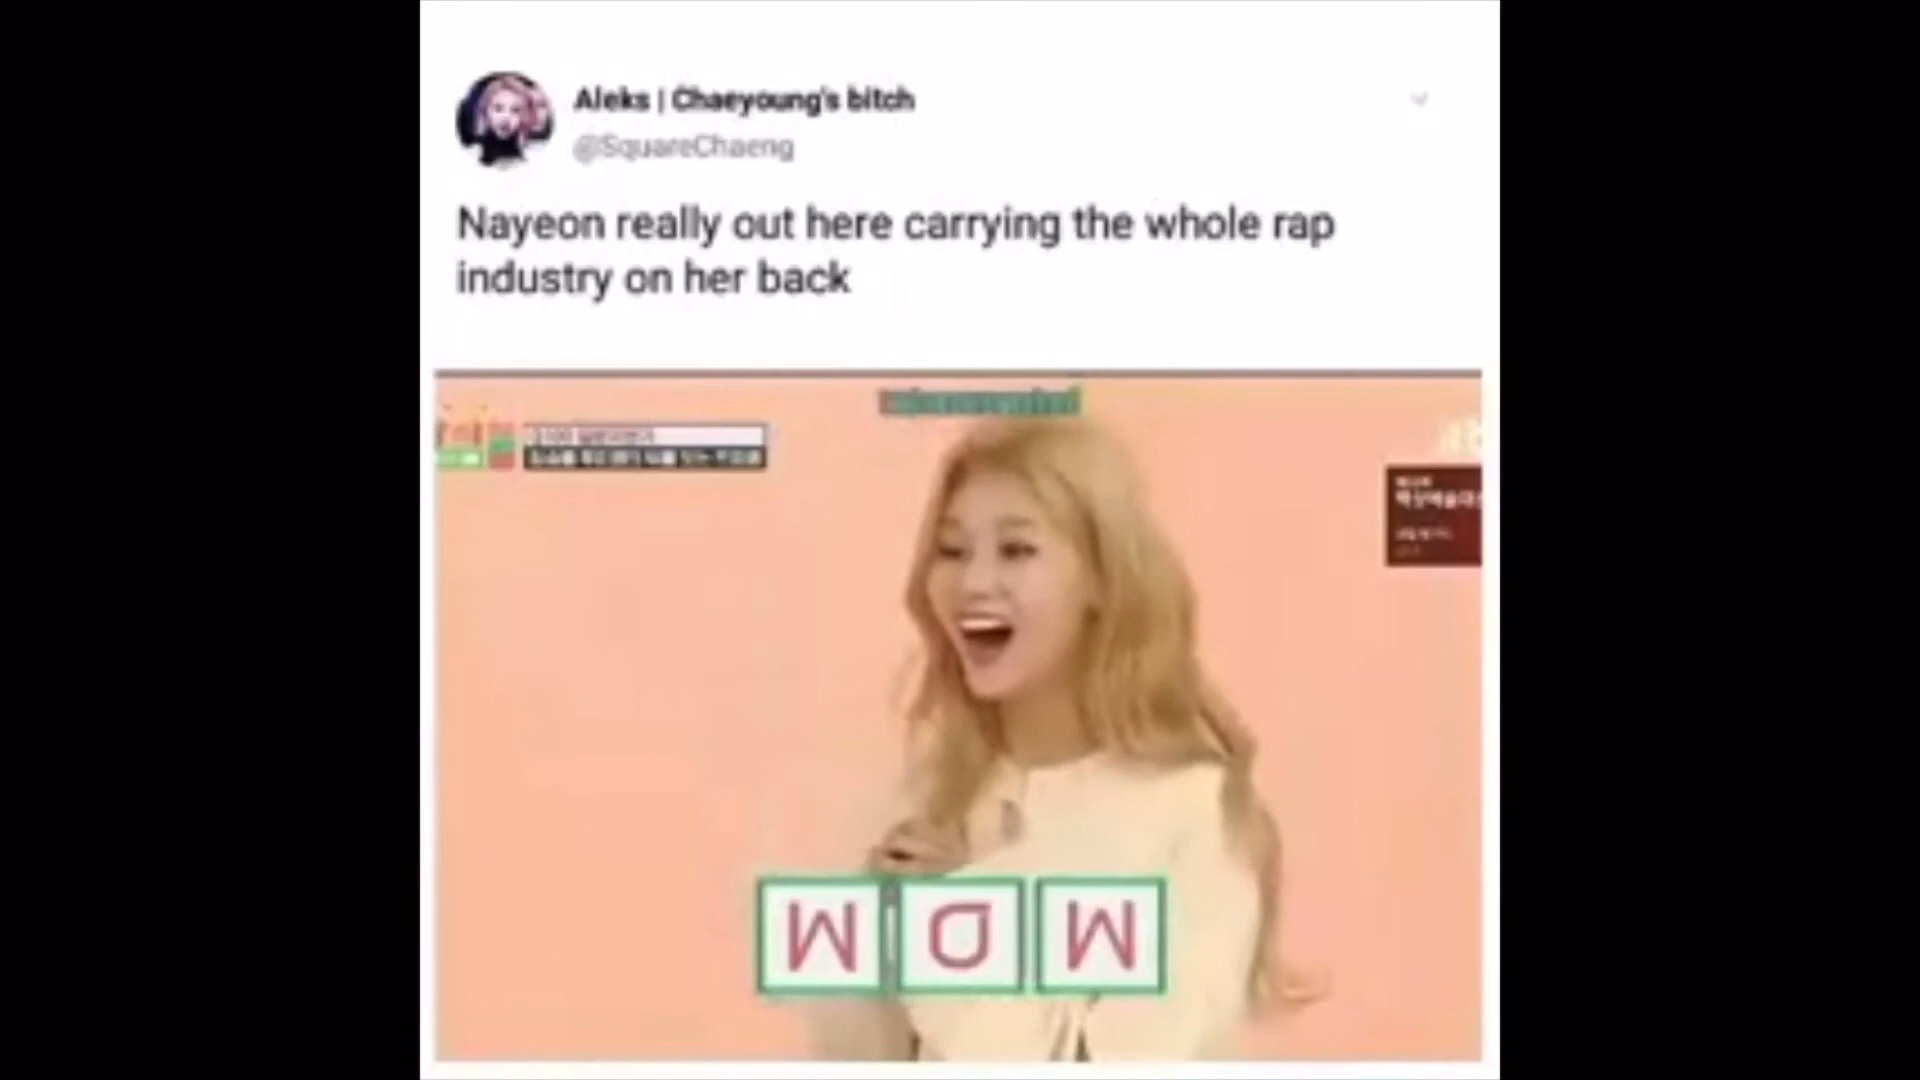 Aleks | Chaeyoung's bitch
@SquareChaeng
Nayeon really out here carrying the whole rap
industry on her back
WOW